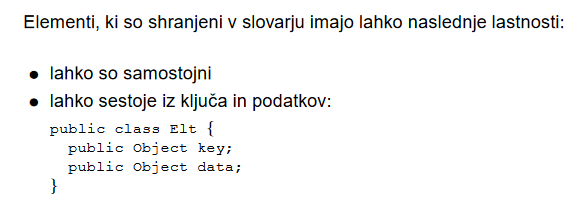 Elementi, ki so shranjeni v slovarju imajo lahko naslednje lastnosti:
● lahko so samostojni
● lahko sestoje iz ključa in podatkov:
public class Elt {
  public Object key;
  public Object data;
}